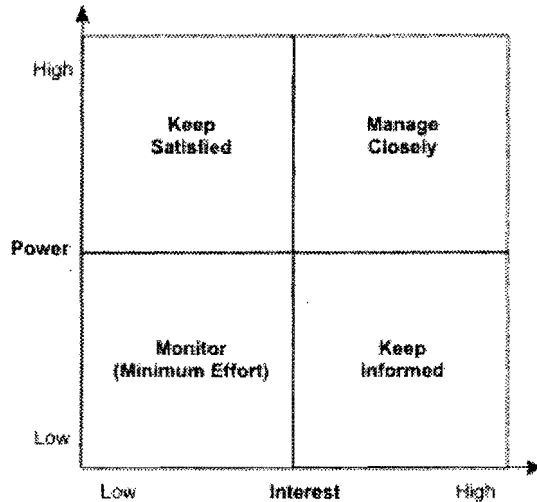 High
Keep
Satisfied
Manage
Closely
Power
Monitor
(Minimum Effort)
Keep
Informed
Low
Low
Interest
High